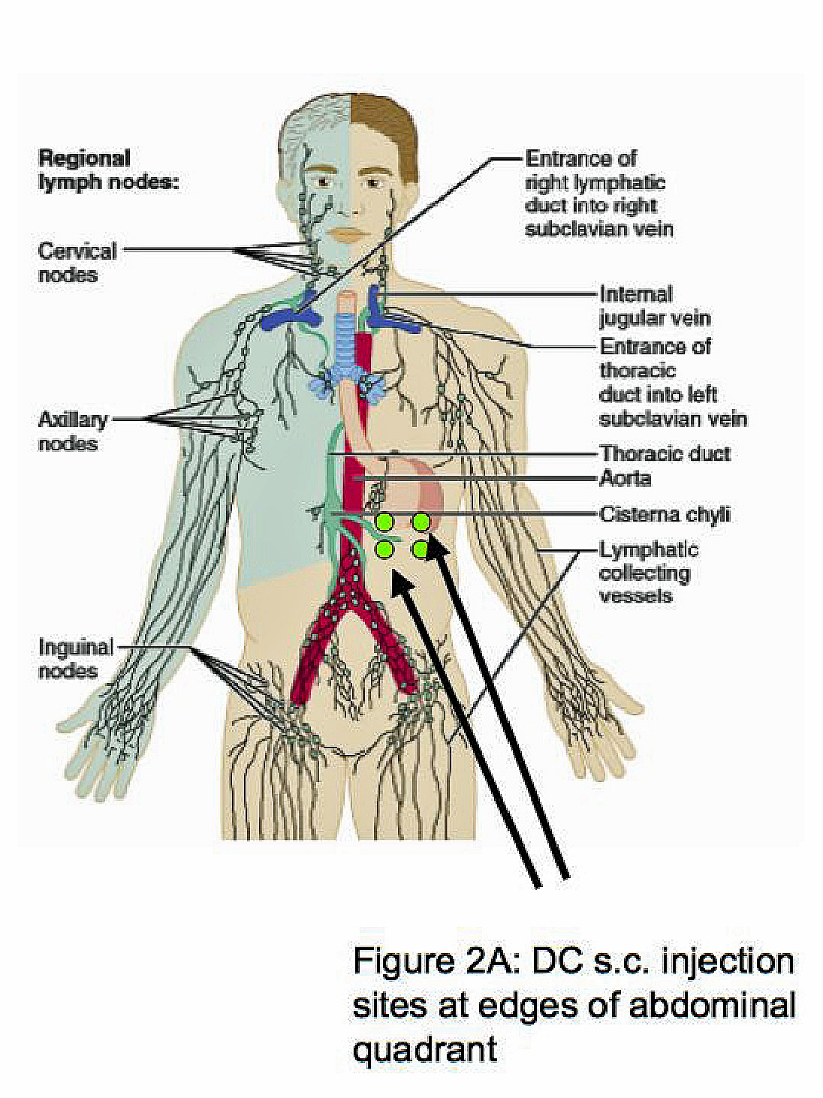 Regional
lymph nodes:
Cervical
nodes
Axillary
nodes
Inguinal
nodes
Entrance of
right lymphatic
duct into right
subclavian vein
Internal
jugular vein
Entrance of
thoracic
duct into left
subclavian vein
Thoracic duct
Aorta
Cisterna chyli
Lymphatic
collecting
vessels
Figure 2A: DC s.c. injection
sites at edges of abdominal
quadrant